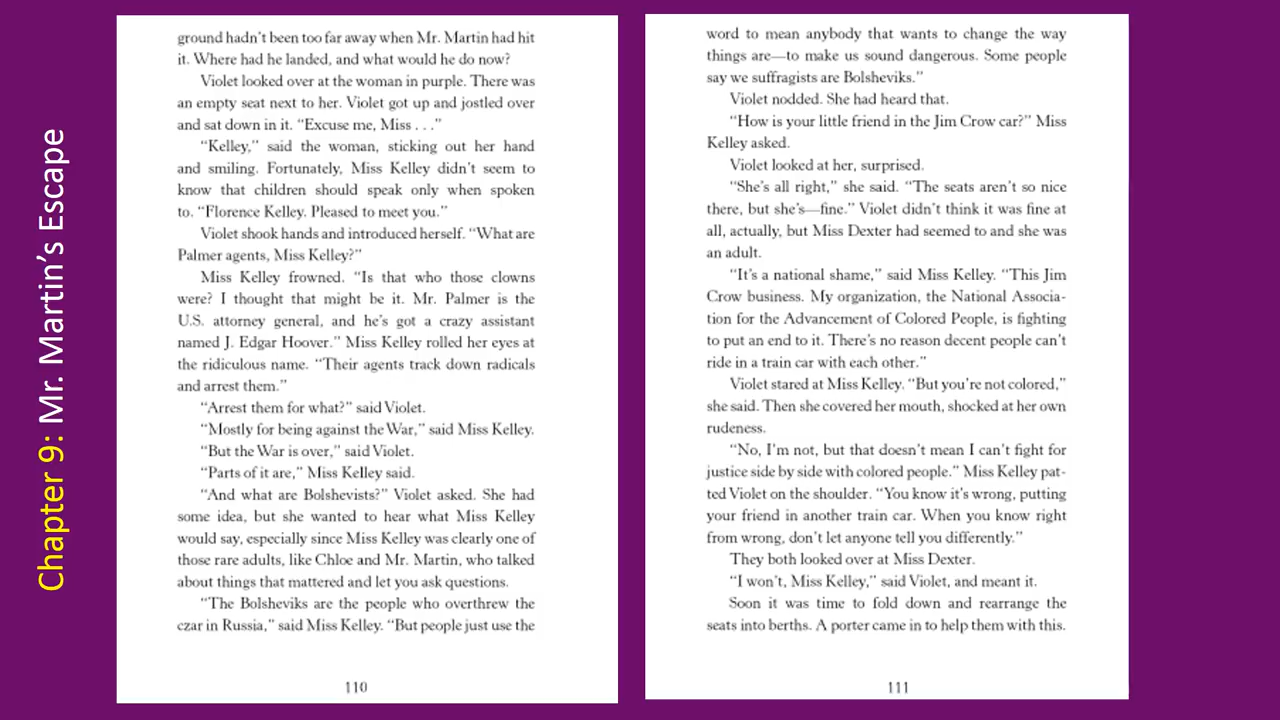 Chapter 9: Mr. Martin's Escape
ground hadn't been too far away when Mr. Martin had hit
it. Where had he landed, and what would he do now?
Violet looked over at the woman in purple. There was
an empty seat next to her. Violet got up and jostled over
and sat down in it. “Excuse me, Miss . . .”
“Kelley,” said the woman, sticking out her hand
and smiling. Fortunately, Miss Kelley didn't seem to
know that children should speak only when spoken
to. “Florence Kelley. Pleased to meet you.”
Violet shook hands and introduced herself. “What are
Palmer agents, Miss Kelley?”
Miss Kelley frowned. “Is that who those clowns
were? I thought that might be it. Mr. Palmer is the
U.S. attorney general, and he's got a crazy assistant
named J. Edgar Hoover.” Miss Kelley rolled her eyes at
the ridiculous name. “Their agents track down radicals
and arrest them.”
“Arrest them for what?” said Violet.
“Mostly for being against the War,” said Miss Kelley.
“But the War is over,” said Violet.
“Parts of it are,” Miss Kelley said.
“And what are Bolshevists?” Violet asked. She had
some idea, but she wanted to hear what Miss Kelley
would say, especially since Miss Kelley was clearly one of
those rare adults, like Chloe and Mr. Martin, who talked
about things that mattered and let you ask questions.
“The Bolsheviks are the people who overthrew the
czar in Russia,” said Miss Kelley. “But people just use the
110
word to mean anybody that wants to change the way
things are—to make us sound dangerous. Some people
say we suffragists are Bolsheviks.”
Violet nodded. She had heard that.
“How is your little friend in the Jim Crow car?” Miss
Kelley asked.
Violet looked at her, surprised.
“She's all right,” she said. “The seats aren't so nice
there, but she's—fine.” Violet didn't think it was fine at
all, actually, but Miss Dexter had seemed to and she was
an adult.
“It's a national shame,” said Miss Kelley. “This Jim
Crow business. My organization, the National Associa-
tion for the Advancement of Colored People, is fighting
to put an end to it. There's no reason decent people can't
ride in a train car with each other.”
Violet stared at Miss Kelley. “But you're not colored,”
she said. Then she covered her mouth, shocked at her own
rudeness.
“No, I'm not, but that doesn't mean I can't fight for
justice side by side with colored people.” Miss Kelley pat-
ted Violet on the shoulder. “You know it's wrong, putting
your friend in another train car. When you know right
from wrong, don't let anyone tell you differently.”
They both looked over at Miss Dexter.
“I won't, Miss Kelley,” said Violet, and meant it.
Soon it was time to fold down and rearrange the
seats into berths. A porter came in to help them with this.
111